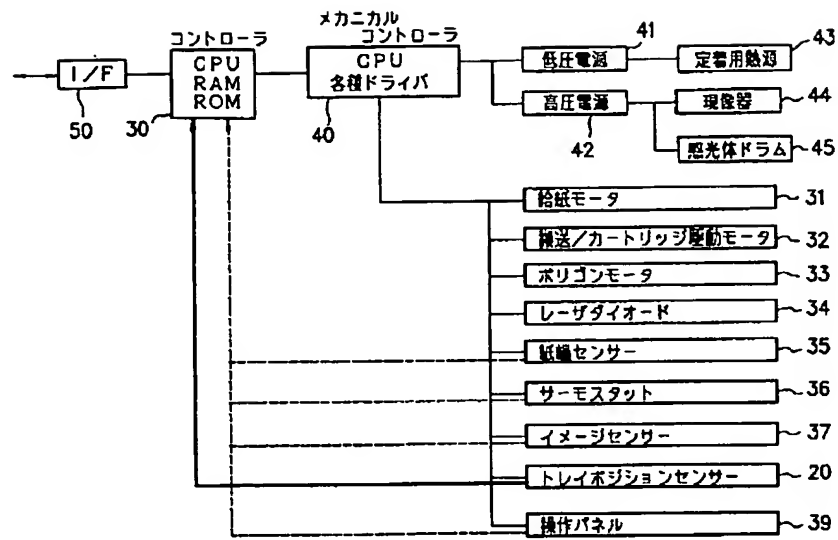 メカニカル
コントローラ
コントローラ
I/F
50
CPU
RAM
ROM
30
CPU
各種ドライバ
40
低圧電源
41
定着用熱源
43
高圧電源
42
現像器
44
感光体ドラム
45
給紙モータ
31
搬送/カートリッジ駆動モータ
32
ポリゴンモータ
33
レーザダイオード
34
紙端センサー
35
サーモスタット
36
イメージセンサー
37
トレイポジションセンサー
20
操作パネル
39